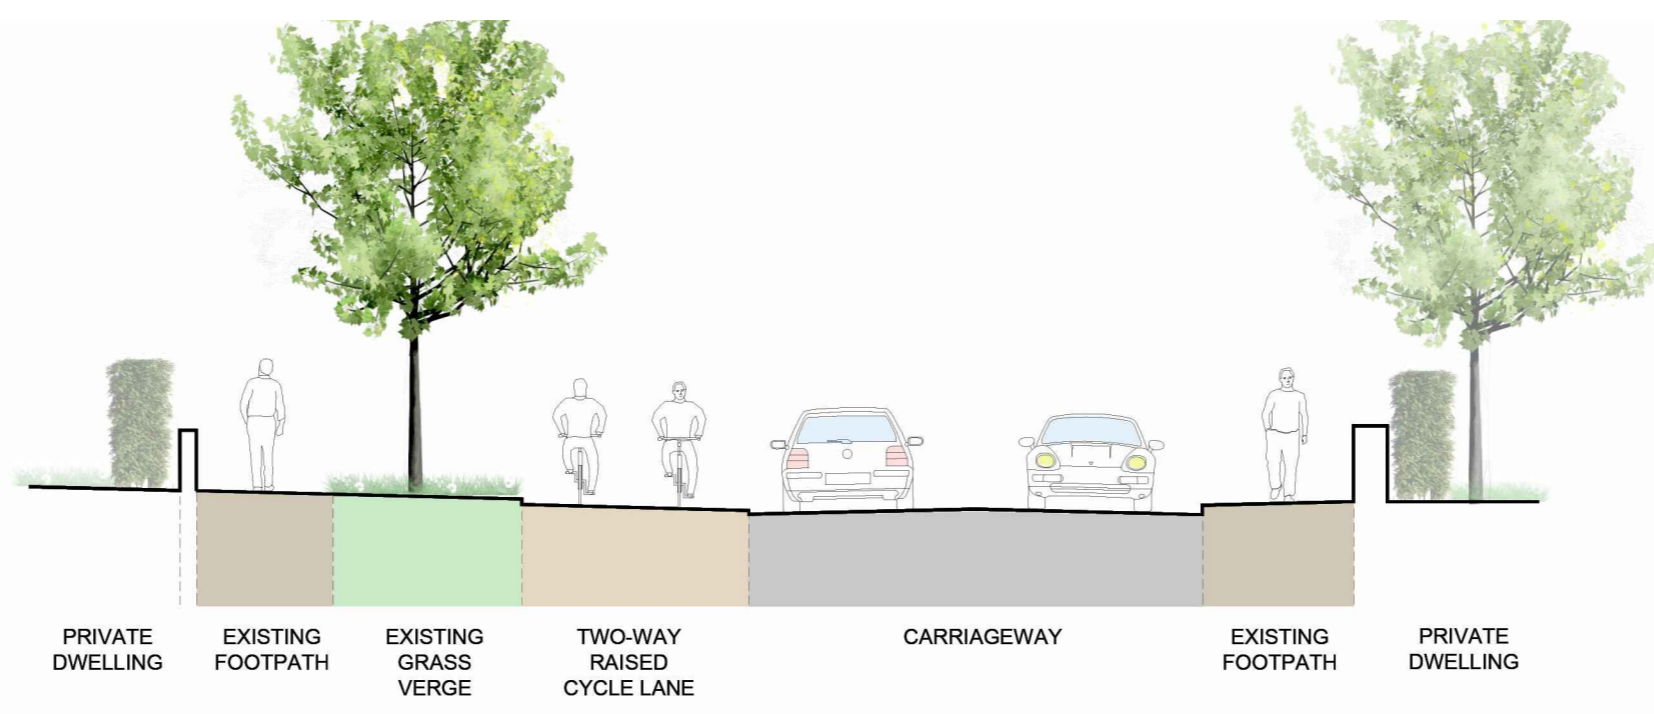 PRIVATE
DWELLING
EXISTING
FOOTPATH
EXISTING
GRASS
VERGE
TWO-WAY
RAISED
CYCLE LANE
CARRIAGEWAY
EXISTING
FOOTPATH
PRIVATE
DWELLING